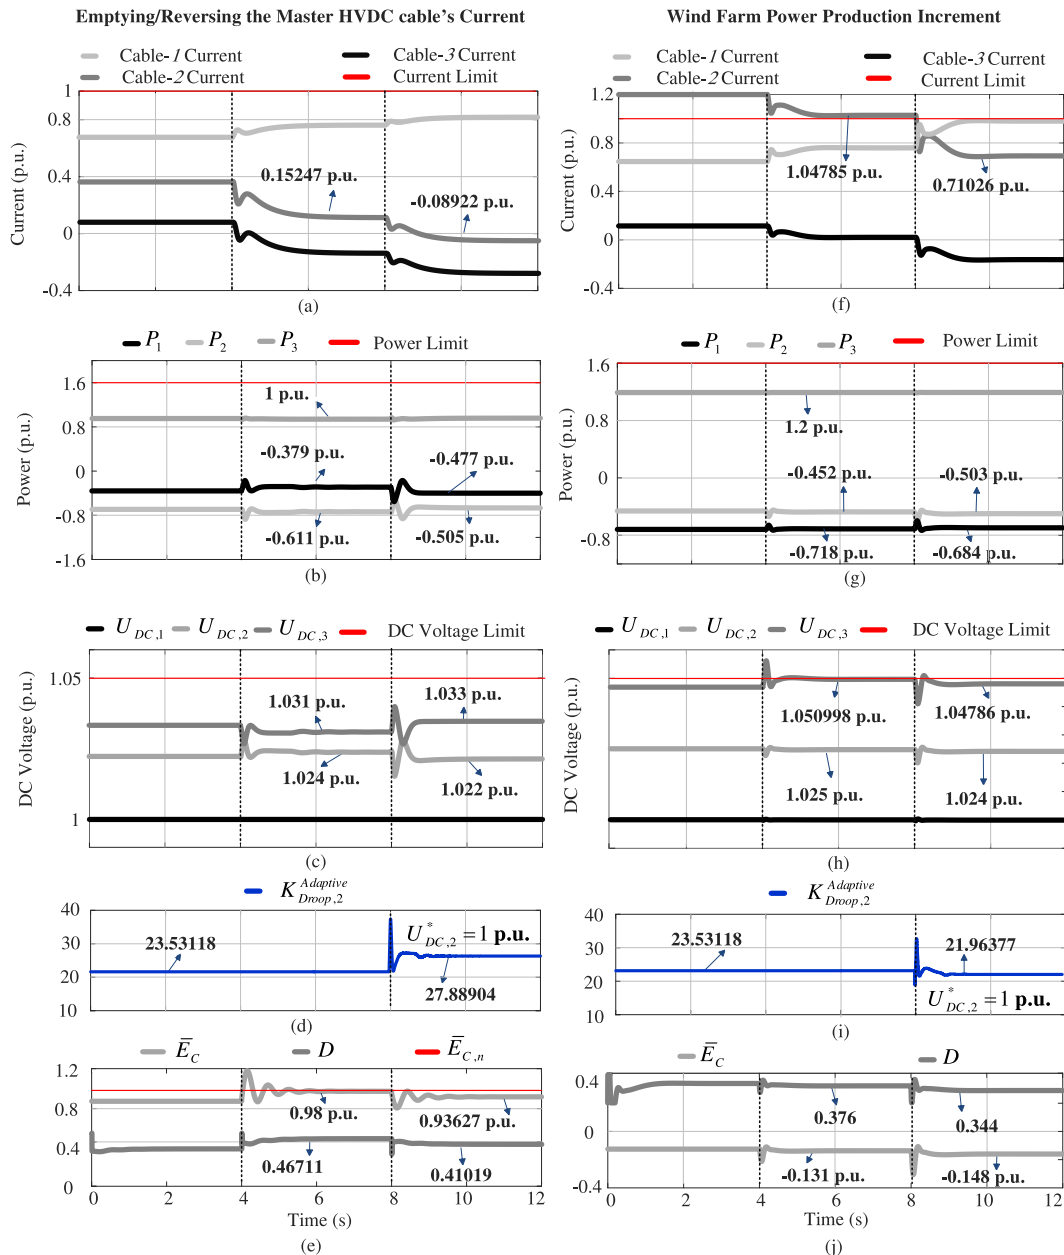 Emptying/Reversing the Master HVDC cable's Current
Cable-1 Current
Cable-3 Current
Cable-2 Current
Current Limit
1
0.8
0.4
0
-0.4
Current (p.u.)
0.15247 p.u.
-0.08922 p.u.
(a)
P1
P2
P3
Power Limit
1.6
0.8
0
-0.8
-1.6
Power (p.u.)
1 p.u.
-0.379 p.u.
-0.477 p.u.
-0.611 p.u.
-0.505 p.u.
(b)
U DC,1
U DC,2
U DC,3
DC Voltage Limit
1.05
1
DC Voltage (p.u.)
1.031 p.u.
1.033 p.u.
1.024 p.u.
1.022 p.u.
(c)
K Adaptive Droop,2
40
30
20
10
23.53118
U*DC,2 = 1 p.u.
27.88904
(d)
ĒC
D
ĒC,n
1.2
0.8
0.4
0
0.98 p.u.
0.93627 p.u.
0.46711
0.41019
0 2 4 6 8 10 12
Time (s)
(e)
Wind Farm Power Production Increment
Cable-1 Current
Cable-3 Current
Cable-2 Current
Current Limit
1.2
0.8
0.4
0
-0.4
Current (p.u.)
1.04785 p.u.
0.71026 p.u.
(f)
P1
P2
P3
Power Limit
1.6
1.2
0
-0.8
Power (p.u.)
1.2 p.u.
-0.452 p.u.
-0.503 p.u.
-0.718 p.u.
-0.684 p.u.
(g)
U DC,1
U DC,2
U DC,3
DC Voltage Limit
DC Voltage (p.u.)
1.050998 p.u.
1.04786 p.u.
1.025 p.u.
1.024 p.u.
(h)
K Adaptive Droop,2
40
30
20
10
23.53118
21.96377
U*DC,2 = 1 p.u.
(i)
ĒC
D
0.4
0
-0.4
0.376
0.344
-0.131 p.u.
-0.148 p.u.
0 2 4 6 8 10 12
Time (s)
(j)